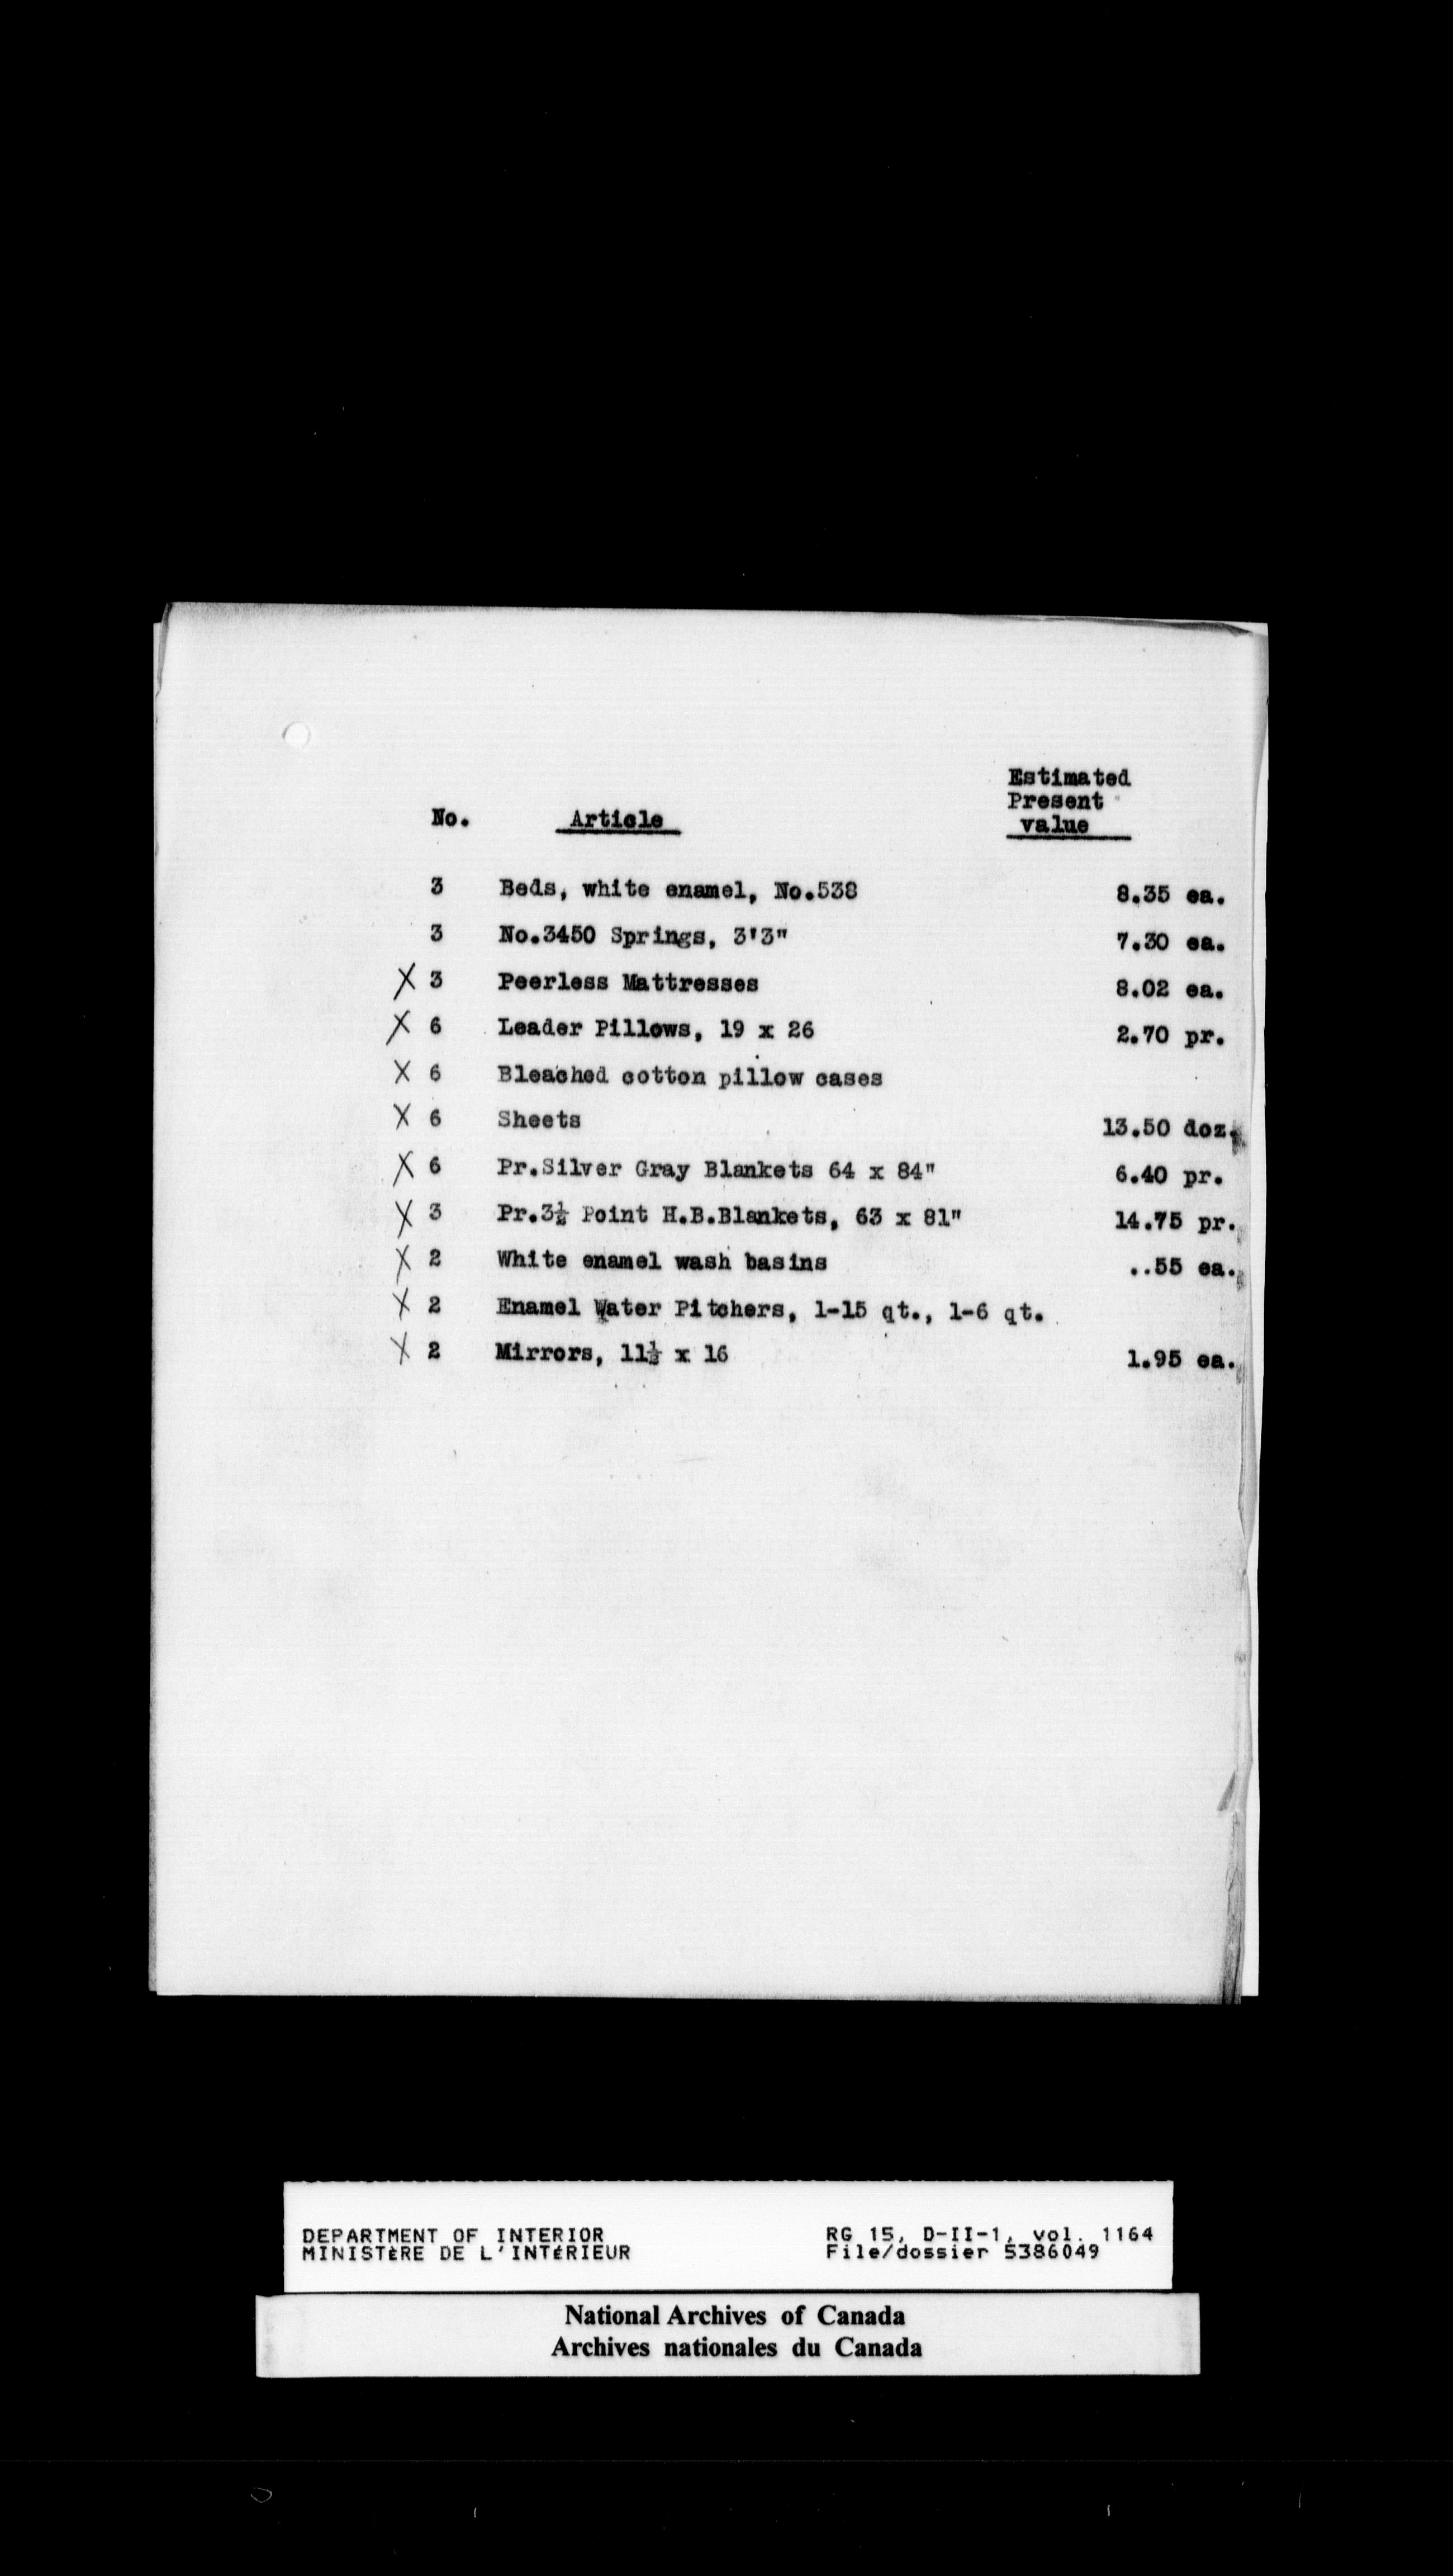 Estimated
Present
No. Article value
3 Beds, white enamel, No.538 8.35 ea.
3 No.3450 Springs, 3'3" 7.30 ea.
X 3 Peerless Mattresses 8.02 ea.
X 6 Leader Pillows, 19 x 26 2.70 pr.
X 6 Bleached cotton pillow cases
X 6 Sheets 13.50 doz.
X 6 Pr.Silver Gray Blankets 64 x 84" 6.40 pr.
X 3 Pr.3½ Point H.B.Blankets, 63 x 81" 14.75 pr.
X 2 White enamel wash basins ..55 ea.
X 2 Enamel Water Pitchers, 1-15 qt., 1-6 qt.
X 2 Mirrors, 11½ x 16 1.95 ea.
DEPARTMENT OF INTERIOR RG 15, D-II-1, vol. 1164
MINISTÈRE DE L'INTÉRIEUR File/dossier 5386049
National Archives of Canada
Archives nationales du Canada